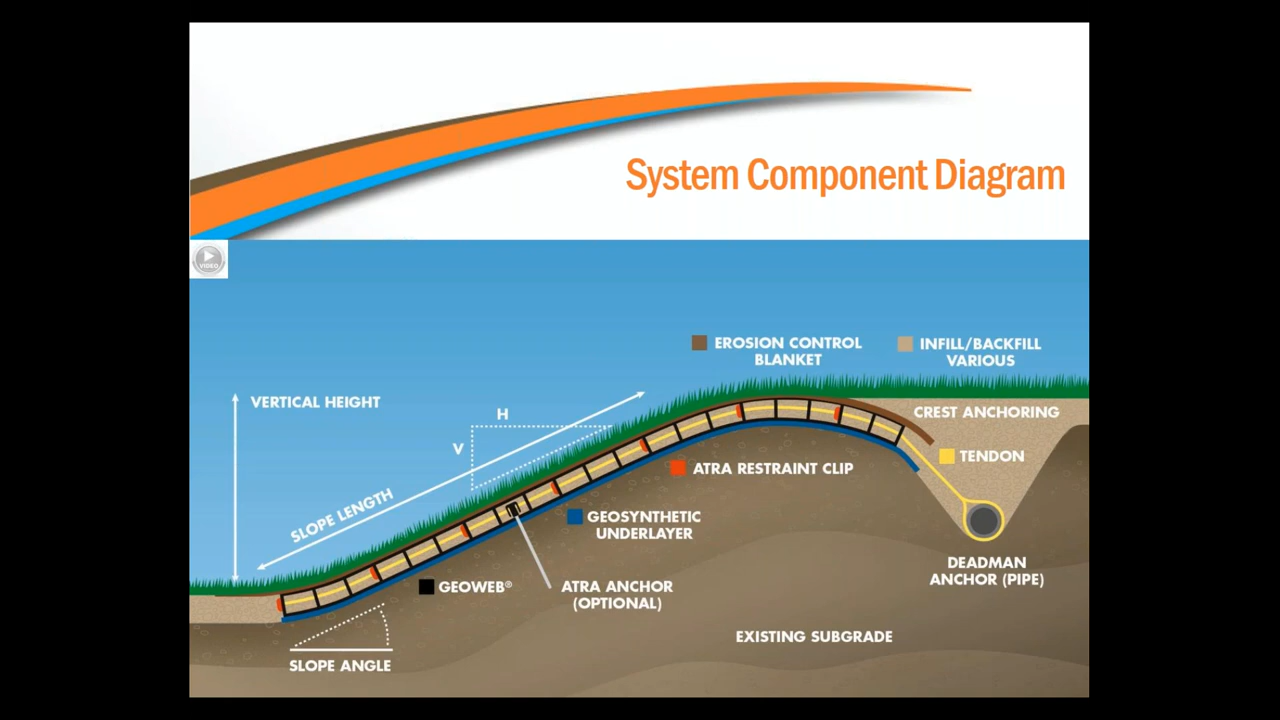 System Component Diagram
VIDEO
EROSION CONTROL
BLANKET
INFILL/BACKFILL
VARIOUS
VERTICAL HEIGHT
H
V
SLOPE LENGTH
CREST ANCHORING
TENDON
ATRA RESTRAINT CLIP
GEOSYNTHETIC
UNDERLAYER
GEOWEB®
ATRA ANCHOR
(OPTIONAL)
DEADMAN
ANCHOR (PIPE)
EXISTING SUBGRADE
SLOPE ANGLE